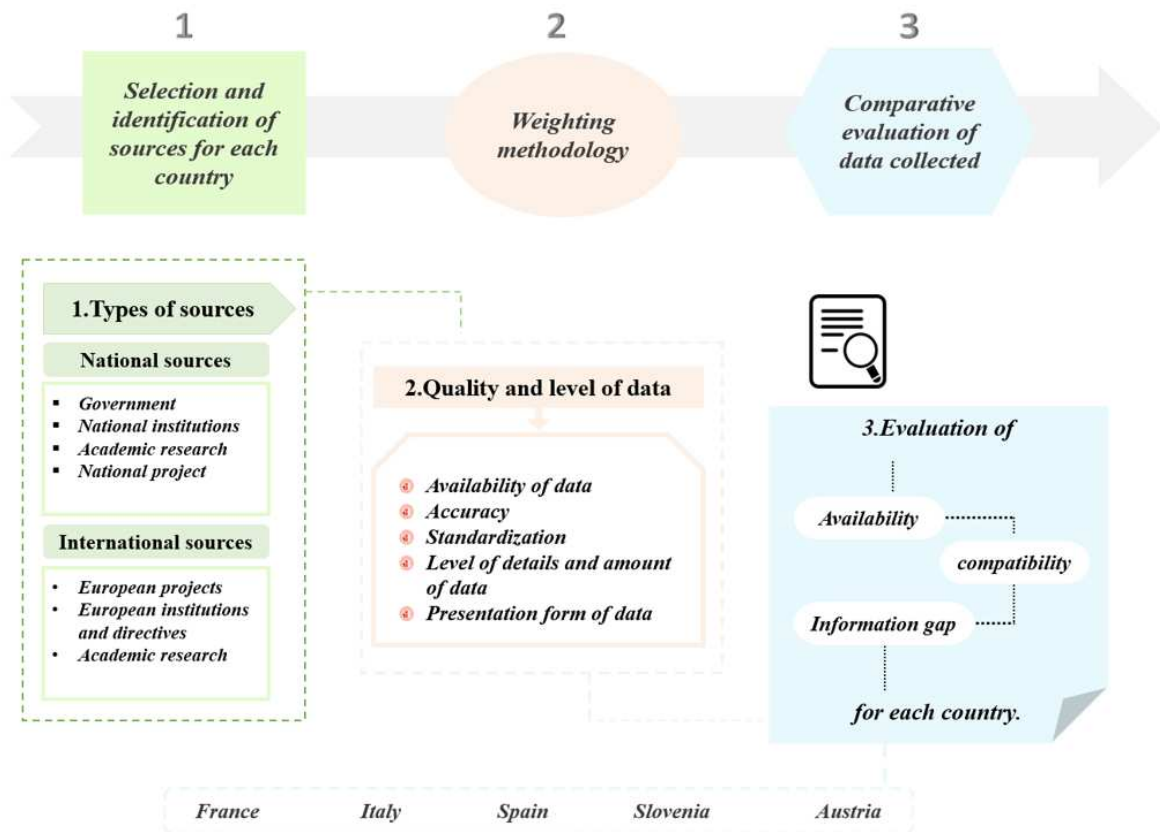 1
2
3
Selection and
identification of
sources for each
country
Weighting
methodology
Comparative
evaluation of
data collected
1.Types of sources
National sources
Government
National institutions
Academic research
National project
International sources
European projects
European institutions
and directives
Academic research
2.Quality and level of data
Availability of data
Accuracy
Standardization
Level of details and amount
of data
Presentation form of data
3.Evaluation of
Availability
compatibility
Information gap
for each country.
France Italy Spain Slovenia Austria